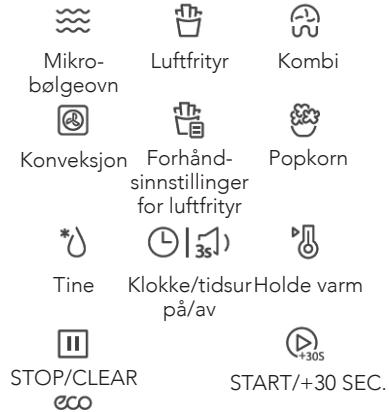 Mikro-
bølgeovn
Luftfrityr
Kombi
Konveksjon
Forhånd-
sinnstillinger
for luftfrityr
Popkorn
3s
Tine
Klokke/tidsur
på/av
Holde varm
+30S
STOP/CLEAR
eco
START/+30 SEC.